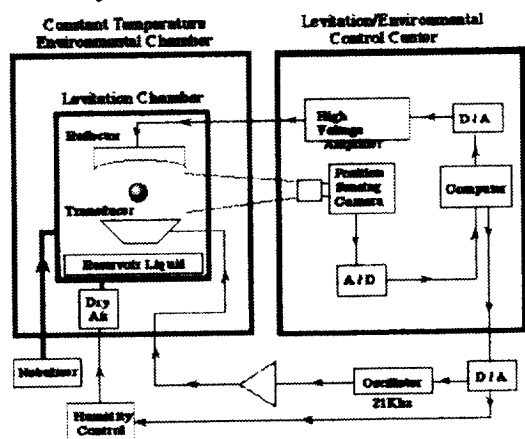 Constant Temperature
Environmental Chamber
Levitation/Environmental
Control Center
Levitation Chamber
Reflector
High
Voltage
Amplifier
D/A
Position
Sensing
Camera
Computer
Transducer
Reservoir Liquid
A/D
Dry
Air
Nebulizer
Oscillator
21Khz
D/A
Humidity
Control